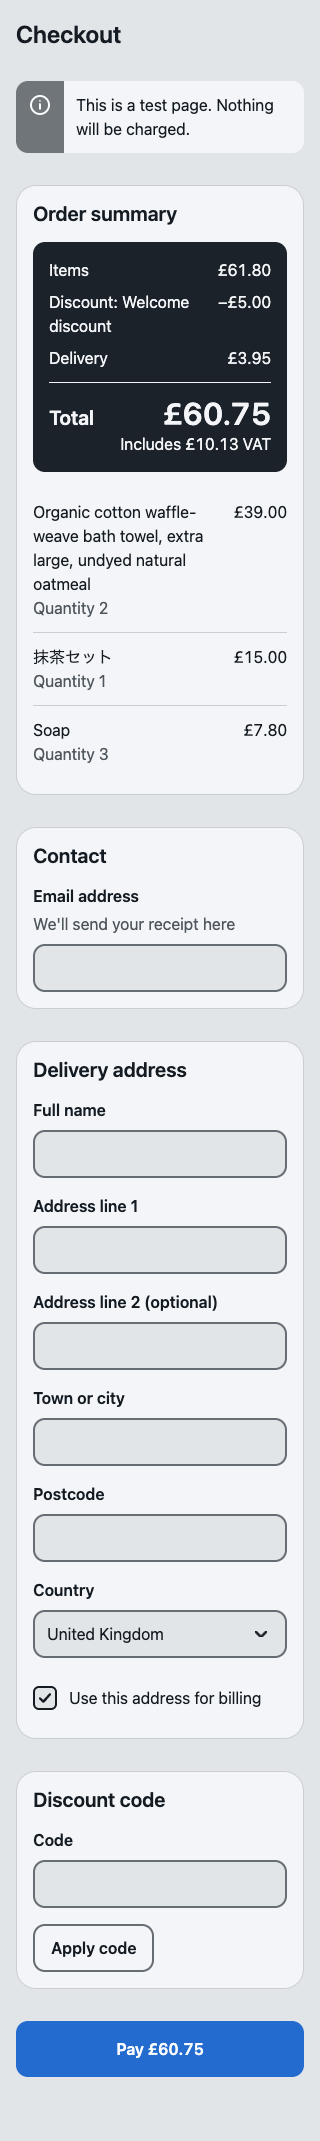 Checkout
This is a test page. Nothing
will be charged.
Order summary
Items £61.80
Discount: Welcome −£5.00
discount
Delivery £3.95
Total £60.75
Includes £10.13 VAT
Organic cotton waffle- £39.00
weave bath towel, extra
large, undyed natural
oatmeal
Quantity 2
抹茶セット £15.00
Quantity 1
Soap £7.80
Quantity 3
Contact
Email address
We'll send your receipt here
Delivery address
Full name
Address line 1
Address line 2 (optional)
Town or city
Postcode
Country
United Kingdom
Use this address for billing
Discount code
Code
Apply code
Pay £60.75